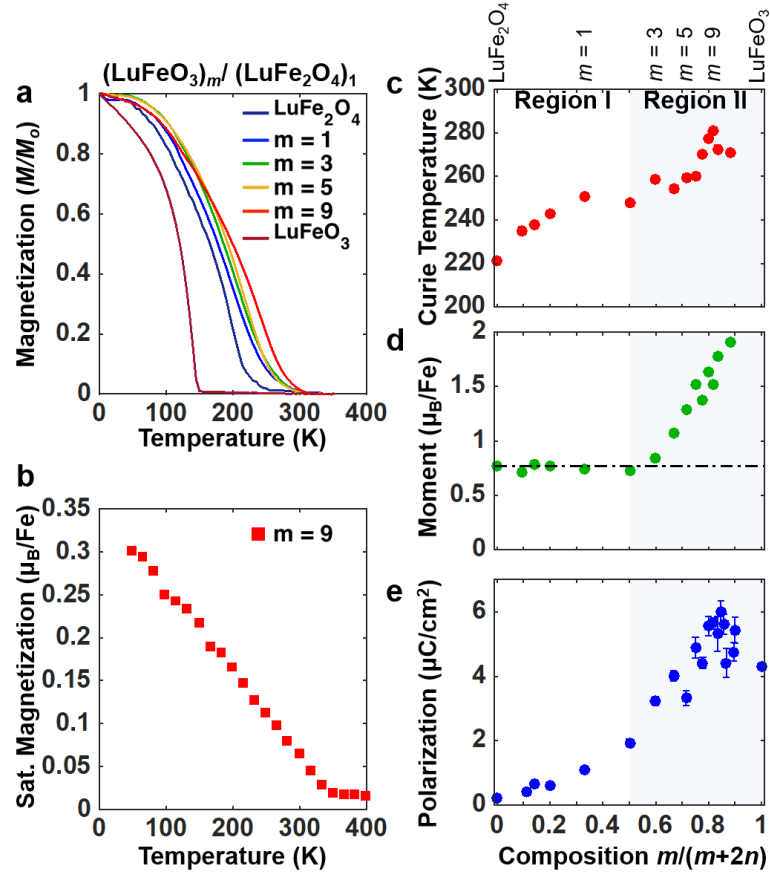 (LuFeO3)m/ (LuFe2O4)1
a
Magnetization (M/Mo)
1
0.8
0.6
0.4
0.2
0
LuFe2O4
m = 1
m = 3
m = 5
m = 9
LuFeO3
0 100 200 300 400
Temperature (K)
b
Sat. Magnetization (μB/Fe)
0.35
0.3
0.25
0.2
0.15
0.1
0.05
0
m = 9
0 100 200 300 400
Temperature (K)
LuFe2O4
m = 1
m = 3
m = 5
m = 9
LuFeO3
c
Curie Temperature (K)
300
280
260
240
220
200
Region I Region II
d
Moment (μB/Fe)
2
1.5
1
0.5
0
e
Polarization (μC/cm2)
6
4
2
0
0 0.2 0.4 0.6 0.8 1
Composition m/(m+2n)